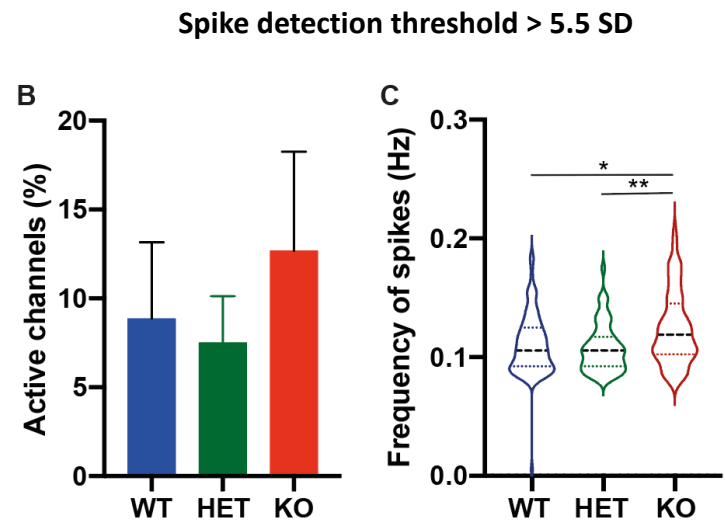 Spike detection threshold > 5.5 SD
B
Active channels (%)
20
15
10
5
0
WT HET KO
C
Frequency of spikes (Hz)
0.3
0.2
0.1
0.0
*
**
WT HET KO